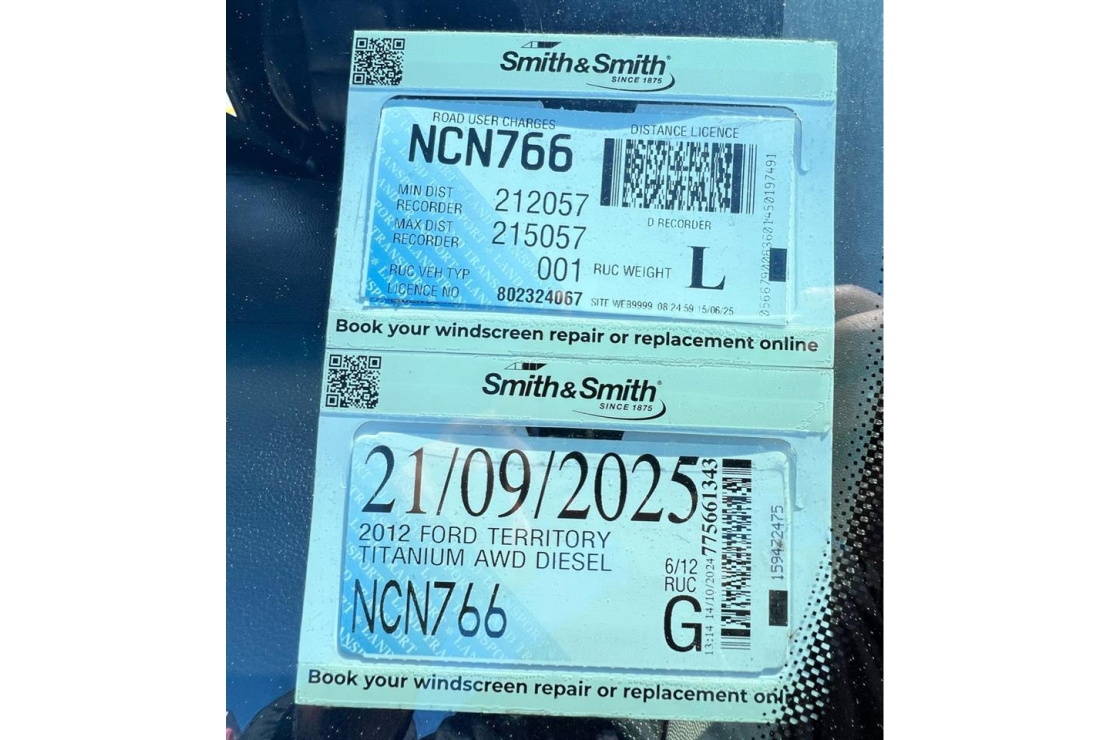 Smith&Smith®
SINCE 1875
ROAD USER CHARGES
NCN766
DISTANCE LICENCE
MIN DIST RECORDER 212057
MAX DIST RECORDER 215057
D RECORDER
RUC VEH TYP 001 RUC WEIGHT L
LICENCE NO 802324067
SITE WEB9999 08 24 59 15/06/25
Book your windscreen repair or replacement online
Smith&Smith®
SINCE 1875
21/09/2025
2012 FORD TERRITORY
TITANIUM AWD DIESEL
NCN766
6/12
RUC
G
13:14 14/10/2024 775661343
159422475
Book your windscreen repair or replacement